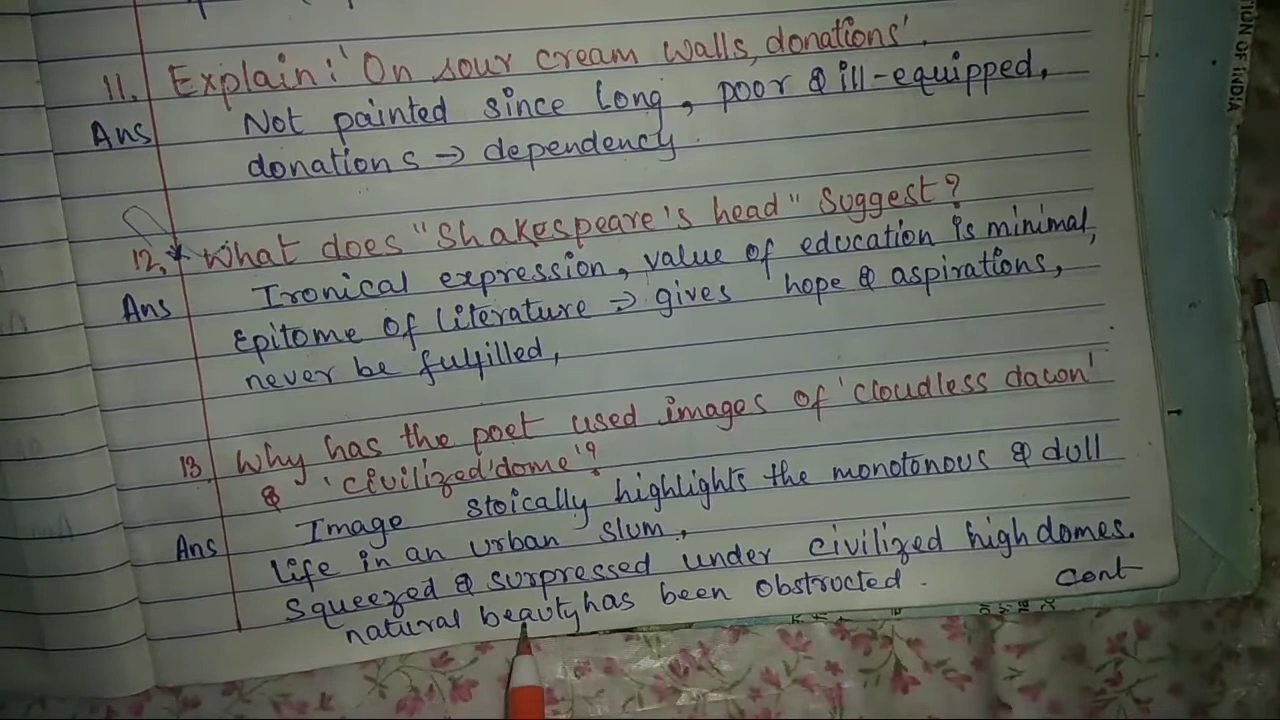 11. Explain: 'On sour cream walls, donations'.
Ans Not painted since long, poor & ill-equipped,
donations → dependency.
12. * What does "Shakespeare's head" suggest?
Ans Ironical expression, value of education is minimal,
Epitome of literature → gives hope & aspirations,
never be fulfilled,
13. Why has the poet used images of 'cloudless dawn'
& 'civilized dome'?
Ans Image stoically highlights the monotonous & dull
life in an urban slum,
squeezed & surpressed under civilized high domes.
natural beauty has been obstructed.
cont
TION OF INDIA